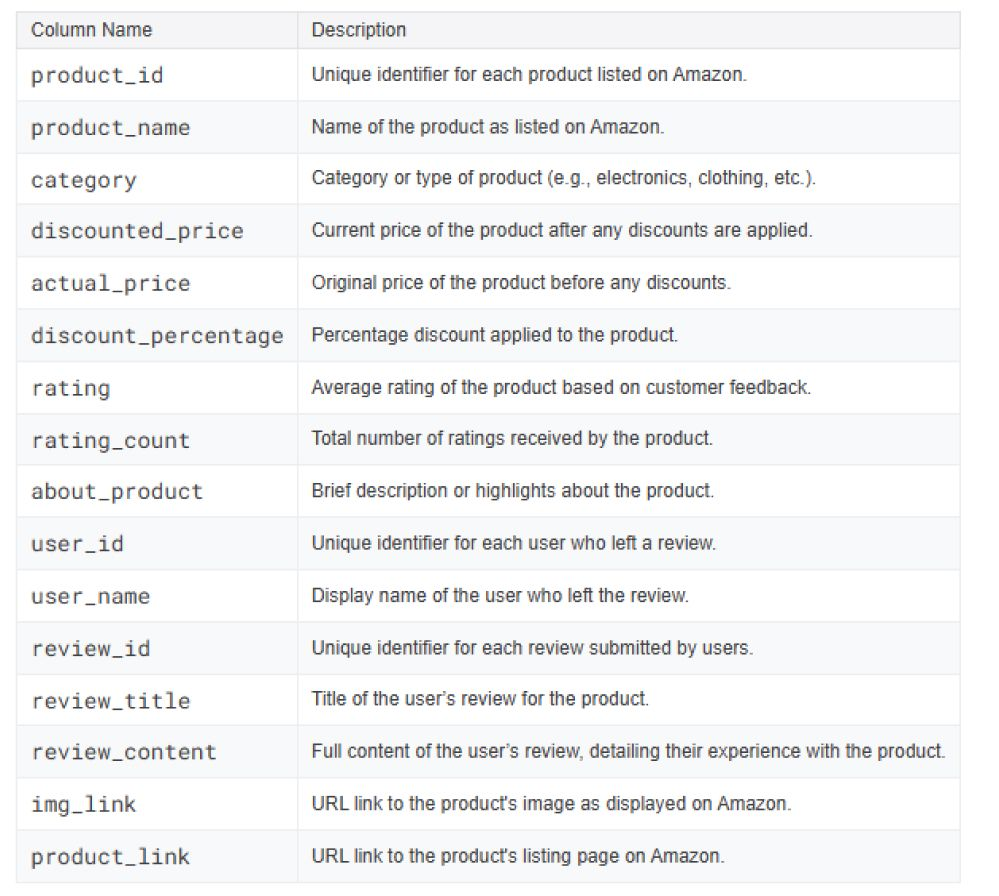 Column Name Description
product_id Unique identifier for each product listed on Amazon.
product_name Name of the product as listed on Amazon.
category Category or type of product (e.g., electronics, clothing, etc.).
discounted_price Current price of the product after any discounts are applied.
actual_price Original price of the product before any discounts.
discount_percentage Percentage discount applied to the product.
rating Average rating of the product based on customer feedback.
rating_count Total number of ratings received by the product.
about_product Brief description or highlights about the product.
user_id Unique identifier for each user who left a review.
user_name Display name of the user who left the review.
review_id Unique identifier for each review submitted by users.
review_title Title of the user’s review for the product.
review_content Full content of the user’s review, detailing their experience with the product.
img_link URL link to the product's image as displayed on Amazon.
product_link URL link to the product's listing page on Amazon.